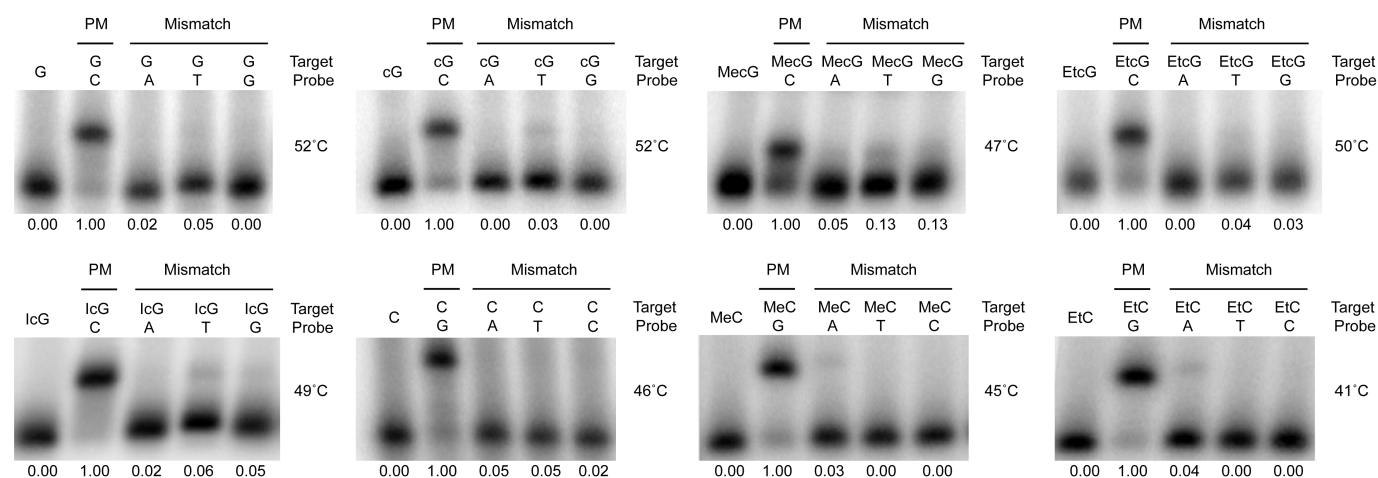 PM Mismatch
G G C G A G T G G Target Probe
52˚C
0.00 1.00 0.02 0.05 0.00
PM Mismatch
cG cG C cG A cG T cG G Target Probe
52˚C
0.00 1.00 0.00 0.03 0.00
PM Mismatch
MecG MecG C MecG A MecG T MecG G Target Probe
47˚C
0.00 1.00 0.05 0.13 0.13
PM Mismatch
EtcG EtcG C EtcG A EtcG T EtcG G Target Probe
50˚C
0.00 1.00 0.00 0.04 0.03
PM Mismatch
IcG IcG C IcG A IcG T IcG G Target Probe
49˚C
0.00 1.00 0.02 0.06 0.05
PM Mismatch
C C G C A C T C C Target Probe
46˚C
0.00 1.00 0.05 0.05 0.02
PM Mismatch
MeC MeC G MeC A MeC T MeC C Target Probe
45˚C
0.00 1.00 0.03 0.00 0.00
PM Mismatch
EtC EtC G EtC A EtC T EtC C Target Probe
41˚C
0.00 1.00 0.04 0.00 0.00